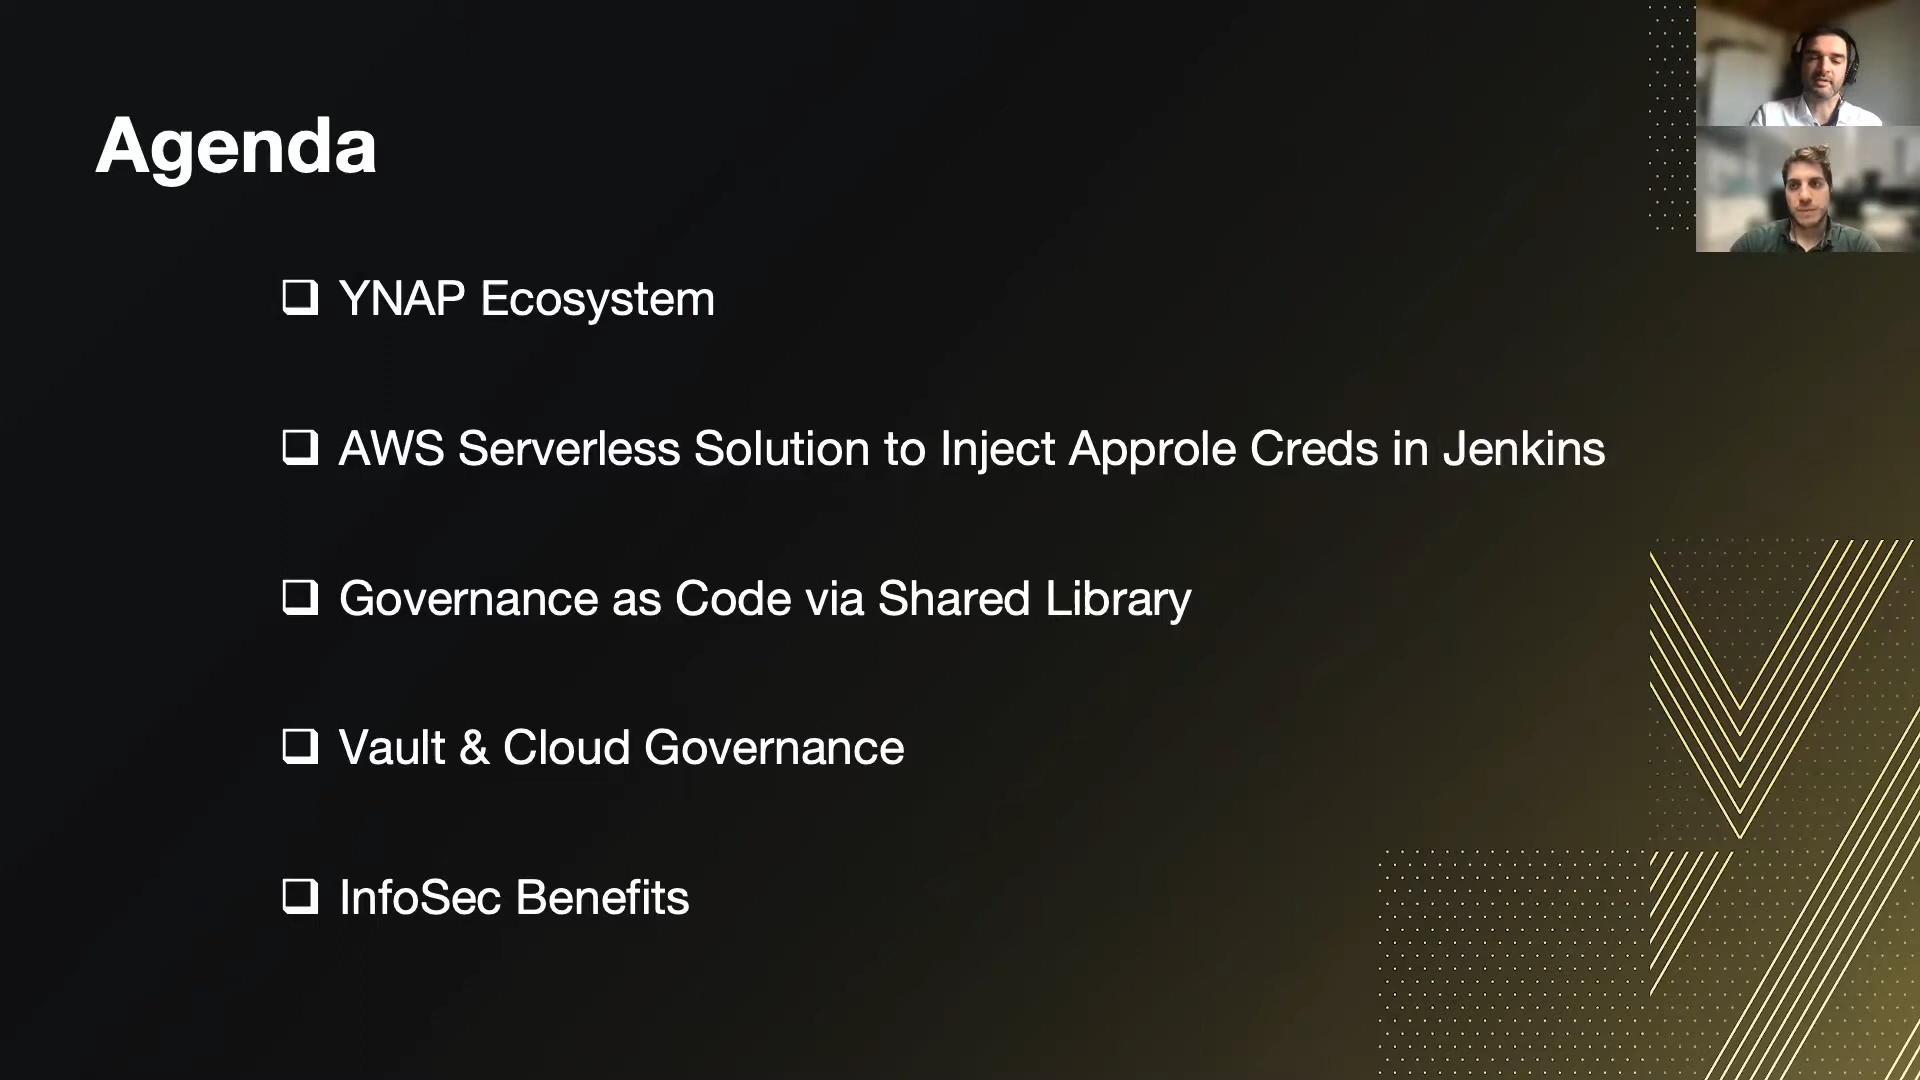 Agenda
YNAP Ecosystem
AWS Serverless Solution to Inject Approle Creds in Jenkins
Governance as Code via Shared Library
Vault & Cloud Governance
InfoSec Benefits